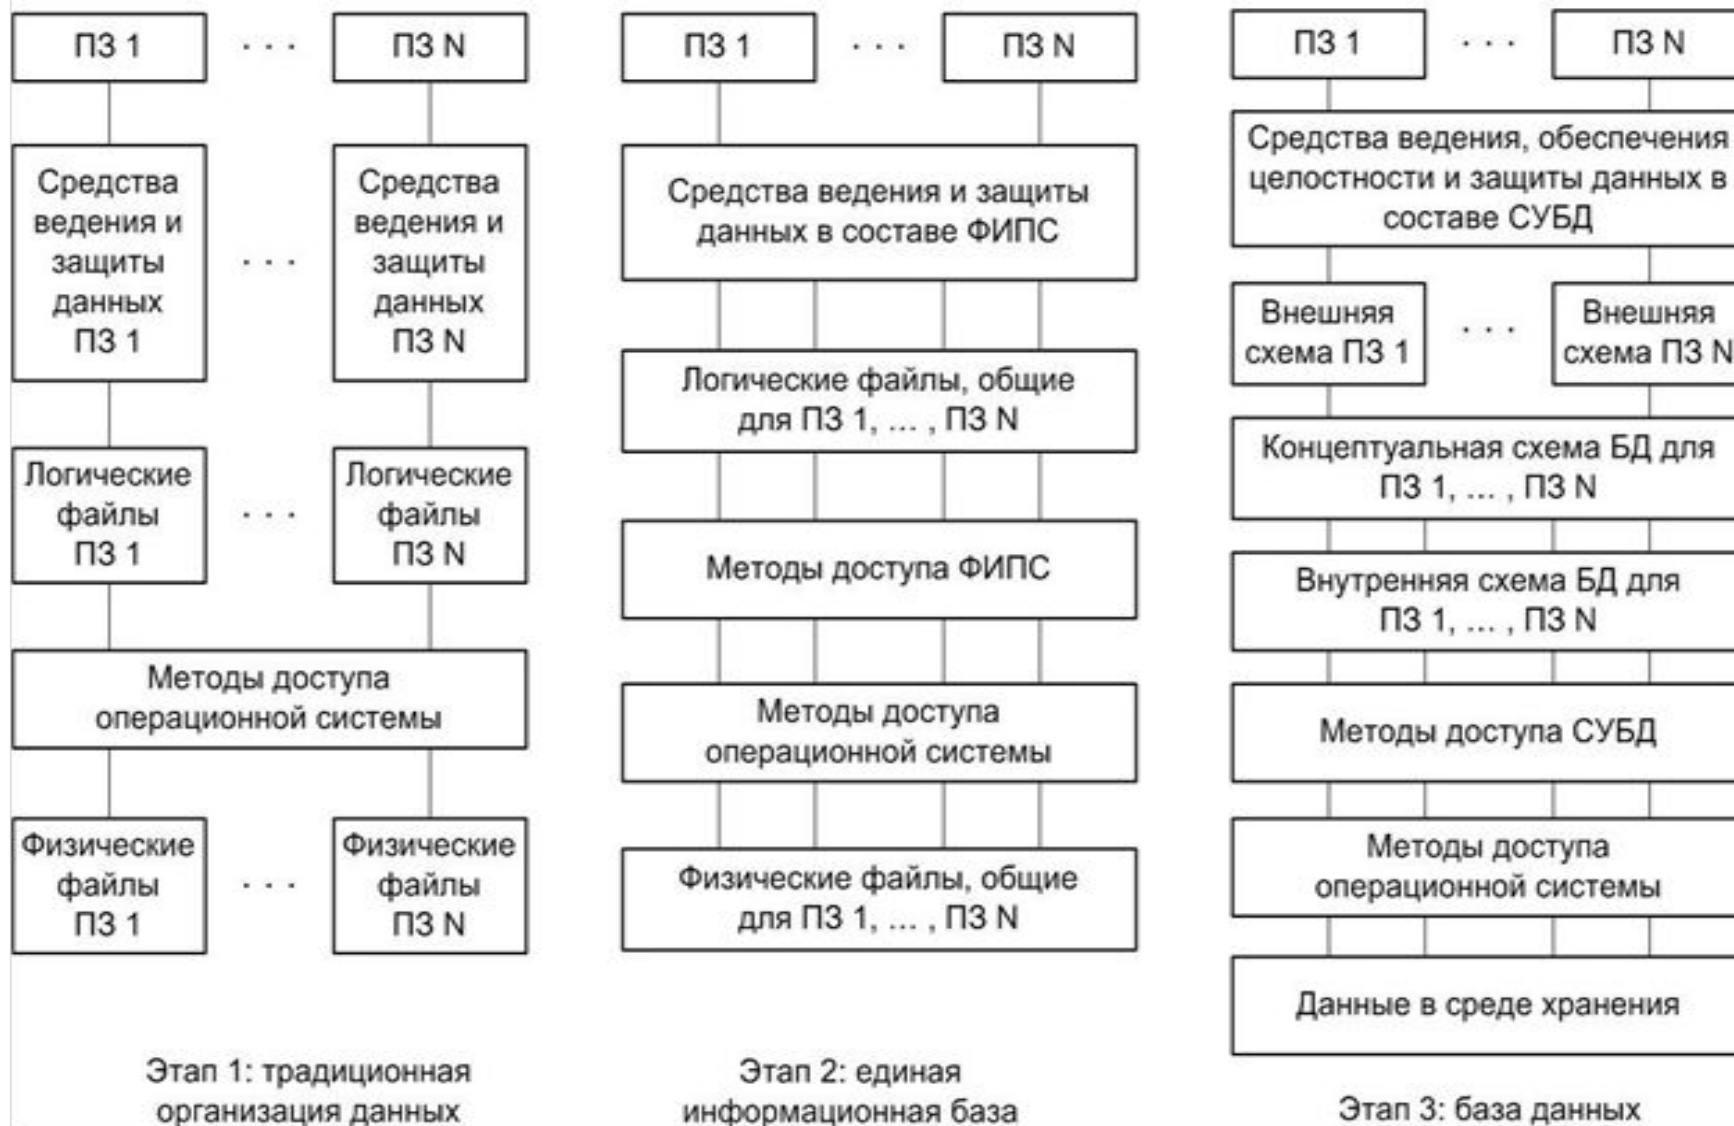 ПЗ 1
. . .
ПЗ N
Средства
ведения и
защиты
данных
ПЗ 1
. . .
Средства
ведения и
защиты
данных
ПЗ N
Логические
файлы
ПЗ 1
. . .
Логические
файлы
ПЗ N
Методы доступа
операционной системы
Физические
файлы
ПЗ 1
. . .
Физические
файлы
ПЗ N
Этап 1: традиционная
организация данных
ПЗ 1
. . .
ПЗ N
Средства ведения и защиты
данных в составе ФИПС
Логические файлы, общие
для ПЗ 1, ... , ПЗ N
Методы доступа ФИПС
Методы доступа
операционной системы
Физические файлы, общие
для ПЗ 1, ... , ПЗ N
Этап 2: единая
информационная база
ПЗ 1
. . .
ПЗ N
Средства ведения, обеспечения
целостности и защиты данных в
составе СУБД
Внешняя
схема ПЗ 1
. . .
Внешняя
схема ПЗ N
Концептуальная схема БД для
ПЗ 1, ... , ПЗ N
Внутренняя схема БД для
ПЗ 1, ... , ПЗ N
Методы доступа СУБД
Методы доступа
операционной системы
Данные в среде хранения
Этап 3: база данных